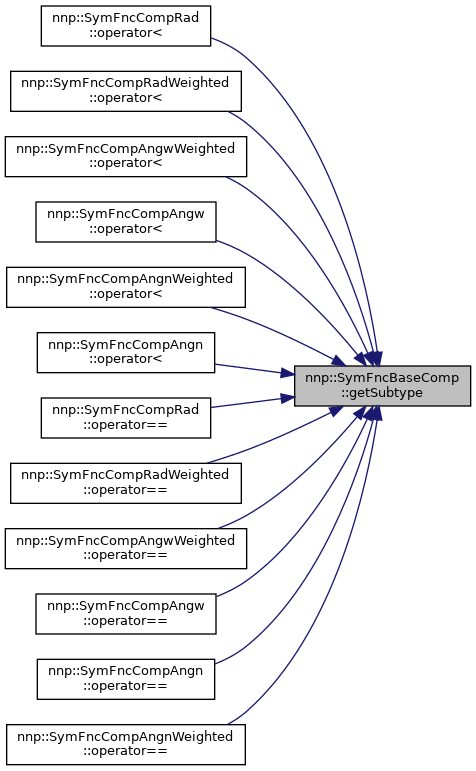 nnp::SymFncCompRad
::operator<
nnp::SymFncCompRadWeighted
::operator<
nnp::SymFncCompAngwWeighted
::operator<
nnp::SymFncCompAngw
::operator<
nnp::SymFncCompAngnWeighted
::operator<
nnp::SymFncCompAngn
::operator<
nnp::SymFncBaseComp
::getSubtype
nnp::SymFncCompRad
::operator==
nnp::SymFncCompRadWeighted
::operator==
nnp::SymFncCompAngwWeighted
::operator==
nnp::SymFncCompAngw
::operator==
nnp::SymFncCompAngn
::operator==
nnp::SymFncCompAngnWeighted
::operator==